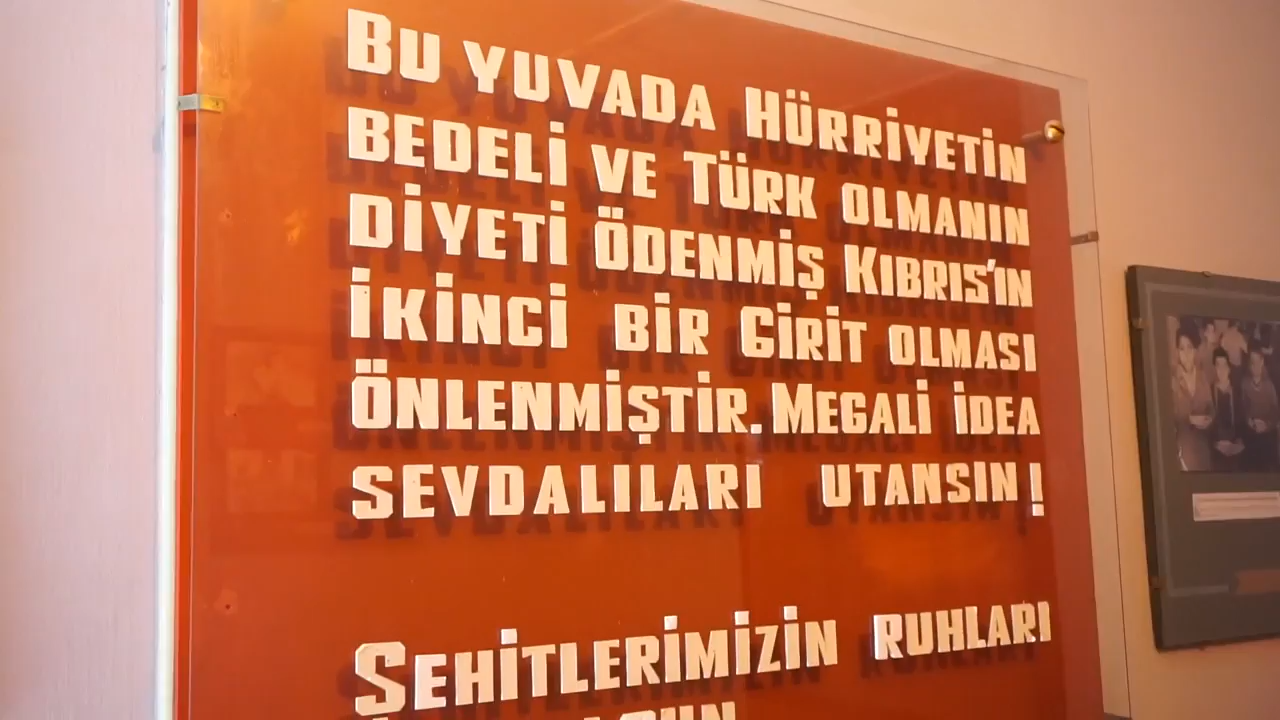 BU YUVADA HÜRRİYETİN
BEDELİ VE TÜRK OLMANIN
DİYETİ ÖDENMİŞ KIBRIS'IN
İKİNCİ BİR GİRİT OLMASI
ÖNLENMİŞTİR. MEGALİ İDEA
SEVDALILARI UTANSIN!
ŞEHİTLERİMİZİN RUHLARI